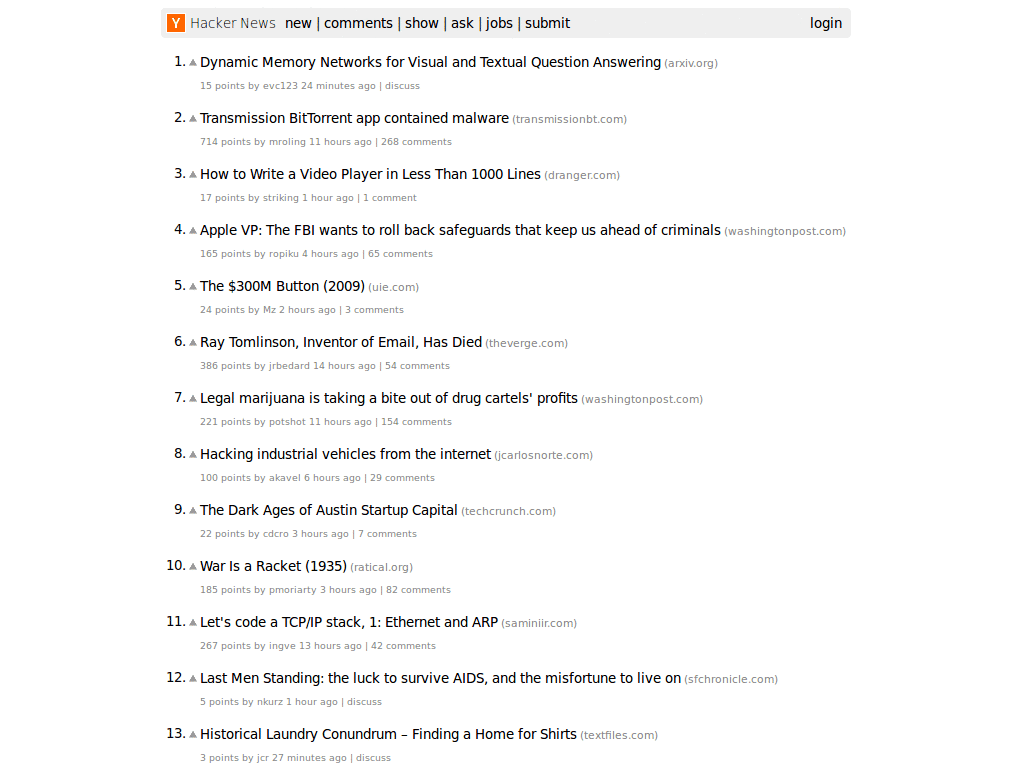 Y Hacker News new | comments | show | ask | jobs | submit login
1. Dynamic Memory Networks for Visual and Textual Question Answering (arxiv.org)
15 points by evc123 24 minutes ago | discuss
2. Transmission BitTorrent app contained malware (transmissionbt.com)
714 points by mroling 11 hours ago | 268 comments
3. How to Write a Video Player in Less Than 1000 Lines (dranger.com)
17 points by striking 1 hour ago | 1 comment
4. Apple VP: The FBI wants to roll back safeguards that keep us ahead of criminals (washingtonpost.com)
165 points by ropiku 4 hours ago | 65 comments
5. The $300M Button (2009) (uie.com)
24 points by Mz 2 hours ago | 3 comments
6. Ray Tomlinson, Inventor of Email, Has Died (theverge.com)
386 points by jrbedard 14 hours ago | 54 comments
7. Legal marijuana is taking a bite out of drug cartels' profits (washingtonpost.com)
221 points by potshot 11 hours ago | 154 comments
8. Hacking industrial vehicles from the internet (jcarlosnorte.com)
100 points by akavel 6 hours ago | 29 comments
9. The Dark Ages of Austin Startup Capital (techcrunch.com)
22 points by cdcro 3 hours ago | 7 comments
10. War Is a Racket (1935) (ratical.org)
185 points by pmoriarty 3 hours ago | 82 comments
11. Let's code a TCP/IP stack, 1: Ethernet and ARP (saminiir.com)
267 points by ingve 13 hours ago | 42 comments
12. Last Men Standing: the luck to survive AIDS, and the misfortune to live on (sfchronicle.com)
5 points by nkurz 1 hour ago | discuss
13. Historical Laundry Conundrum – Finding a Home for Shirts (textfiles.com)
3 points by jcr 27 minutes ago | discuss